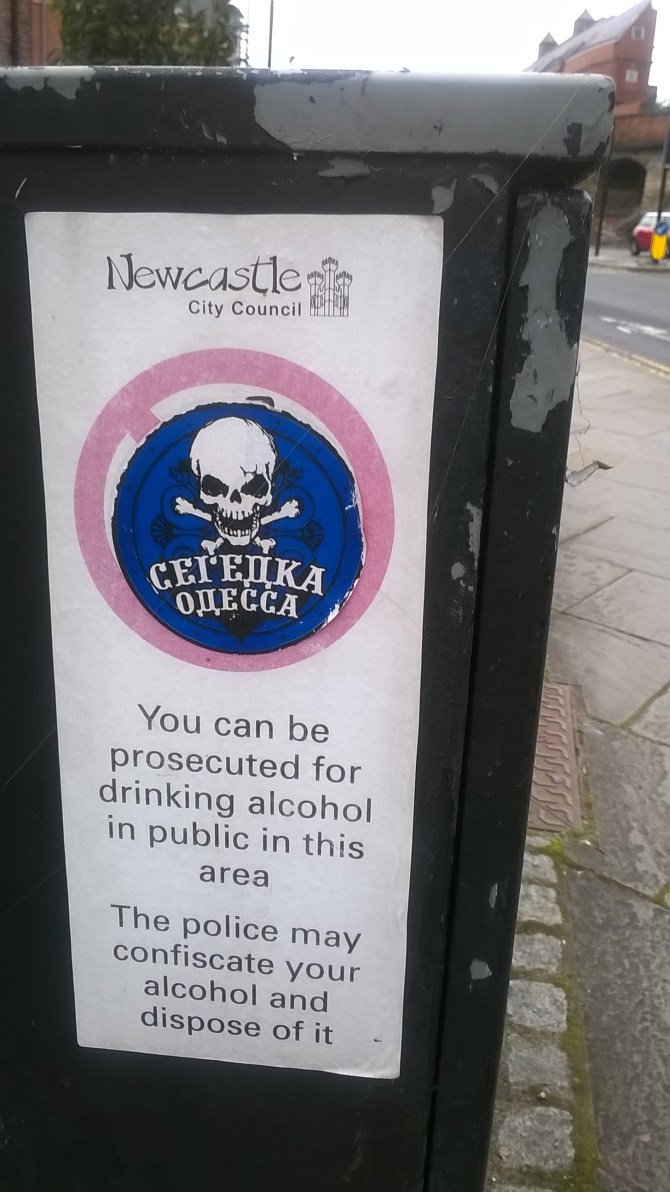 Newcastle
City Council
СЕГЕДКА
ОДЕССА
You can be
prosecuted for
drinking alcohol
in public in this
area
The police may
confiscate your
alcohol and
dispose of it